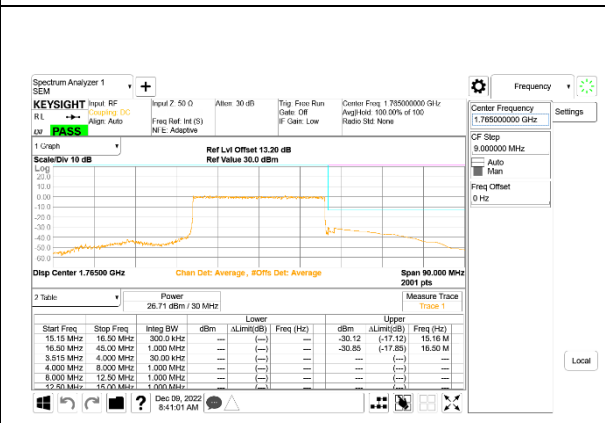 Spectrum Analyzer 1
SEM
Frequency
KEYSIGHT
RL
PASS
Input: RF
Coupling: DC
Align: Auto
Input Z: 50 Ω
Freq Ref: Int (S)
NFE: Adaptive
Atten: 30 dB
Trig: Free Run
Gate: Off
IF Gain: Low
Center Freq: 1.765000000 GHz
Avg|Hold: 100.00% of 100
Radio Std: None
Center Frequency
1.765000000 GHz
Settings
CF Step
9.000000 MHz
Auto
Man
Freq Offset
0 Hz
1 Graph
Scale/Div 10 dB
Ref Lvl Offset 13.20 dB
Ref Value 30.0 dBm
Log
20.0
10.0
0.00
-10.0
-20.0
-30.0
-40.0
-50.0
-60.0
Disp Center 1.76500 GHz
Chan Det: Average, #Offs Det: Average
Span 90.000 MHz
2001 pts
2 Table
Power
26.71 dBm / 30 MHz
Measure Trace
Trace 1
Lower Upper
Start Freq Stop Freq Integ BW dBm ΔLimit(dB) Freq (Hz) dBm ΔLimit(dB) Freq (Hz)
15.15 MHz 16.50 MHz 300.0 kHz --- (---) --- -30.12 (-17.12) 15.16 M
16.50 MHz 45.00 MHz 1.000 MHz --- (---) --- -30.85 (-17.85) 16.50 M
3.515 MHz 4.000 MHz 30.00 kHz --- (---) --- --- (---) ---
4.000 MHz 8.000 MHz 1.000 MHz --- (---) --- --- (---) ---
8.000 MHz 12.50 MHz 1.000 MHz --- (---) --- --- (---) ---
12.50 MHz 15.00 MHz 1.000 MHz --- (---) --- --- (---) ---
Local
Dec 09, 2022
8:41:01 AM